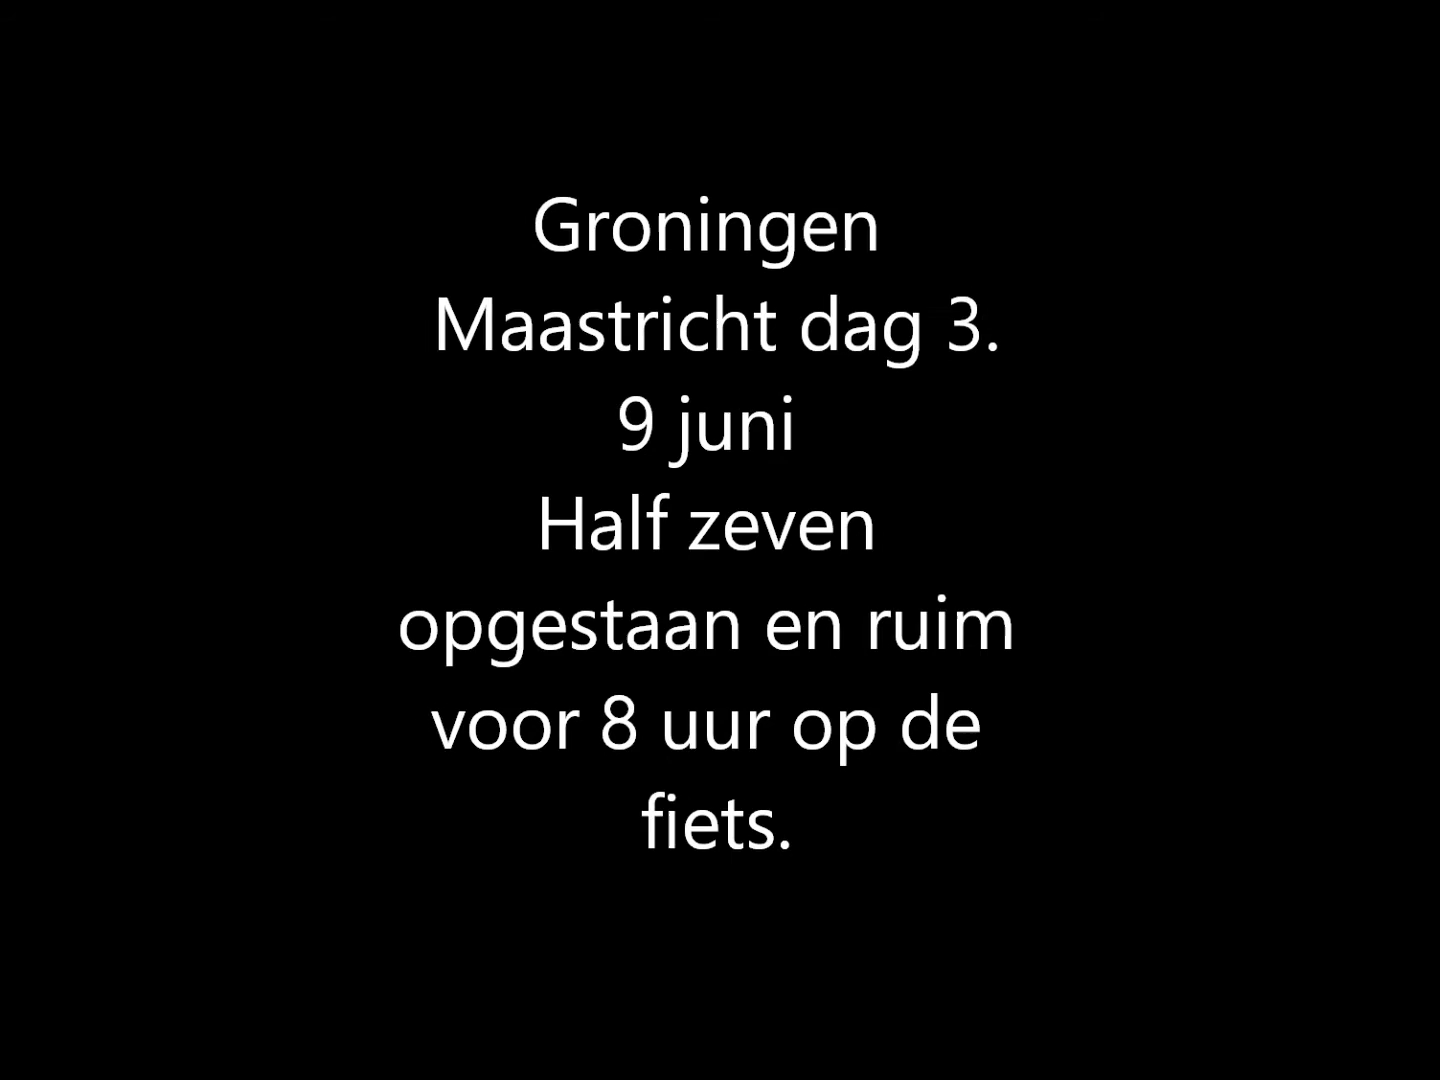 Groningen
Maastricht dag 3.
9 juni
Half zeven
opgestaan en ruim
voor 8 uur op de
fiets.